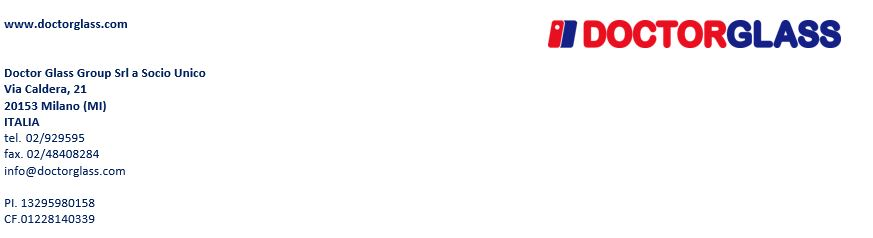 www.doctorglass.com
DOCTORGLASS
Doctor Glass Group Srl a Socio Unico
Via Caldera, 21
20153 Milano (MI)
ITALIA
tel. 02/929595
fax. 02/48408284
info@doctorglass.com
PI. 13295980158
CF.01228140339